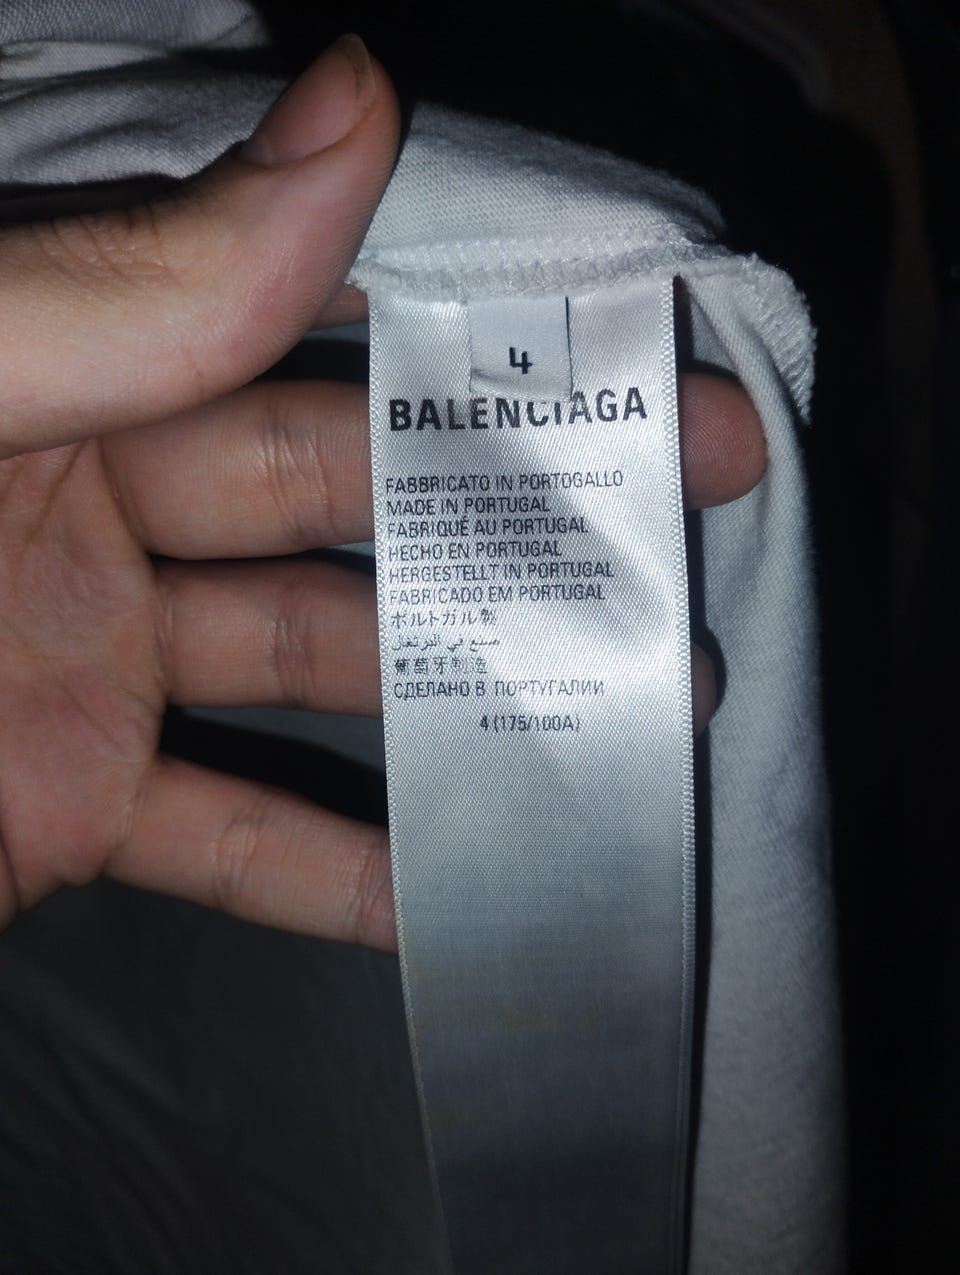 4
BALENCIAGA
FABBRICATO IN PORTOGALLO
MADE IN PORTUGAL
FABRIQUÉ AU PORTUGAL
HECHO EN PORTUGAL
HERGESTELLT IN PORTUGAL
FABRICADO EM PORTUGAL
ポルトガル製
صنع في البرتغال
葡萄牙制造
СДЕЛАНО В ПОРТУГАЛИИ
4 (175/100A)